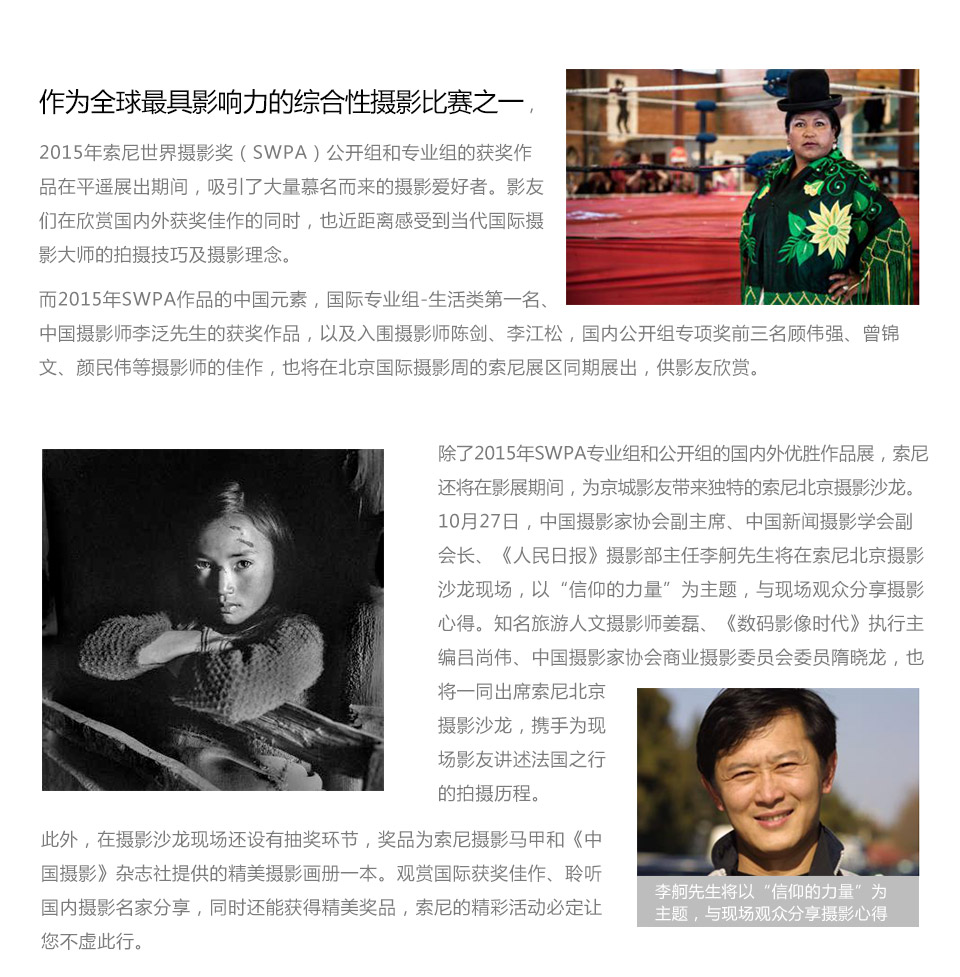 作为全球最具影响力的综合性摄影比赛之一，
2015年索尼世界摄影奖（SWPA）公开组和专业组的获奖作
品在平遥展出期间，吸引了大量慕名而来的摄影爱好者。影友
们在欣赏国内外获奖佳作的同时，也近距离感受到当代国际摄
影大师的拍摄技巧及摄影理念。
而2015年SWPA作品的中国元素，国际专业组-生活类第一名、
中国摄影师李泛先生的获奖作品，以及入围摄影师陈剑、李江松，国内公开组专项奖前三名顾伟强、曾锦
文、颜民伟等摄影师的佳作，也将在北京国际摄影周的索尼展区同期展出，供影友欣赏。
除了2015年SWPA专业组和公开组的国内外优胜作品展，索尼
还将在影展期间，为京城影友带来独特的索尼北京摄影沙龙。
10月27日，中国摄影家协会副主席、中国新闻摄影学会副
会长、《人民日报》摄影部主任李舸先生将在索尼北京摄影
沙龙现场，以“信仰的力量”为主题，与现场观众分享摄影
心得。知名旅游人文摄影师姜磊、《数码影像时代》执行主
编吕尚伟、中国摄影家协会商业摄影委员会委员隋晓龙，也
将一同出席索尼北京
摄影沙龙，携手为现
场影友讲述法国之行
的拍摄历程。
此外，在摄影沙龙现场还设有抽奖环节，奖品为索尼摄影马甲和《中
国摄影》杂志社提供的精美摄影画册一本。观赏国际获奖佳作、聆听
国内摄影名家分享，同时还能获得精美奖品，索尼的精彩活动必定让
您不虚此行。
李舸先生将以“信仰的力量”为
主题，与现场观众分享摄影心得